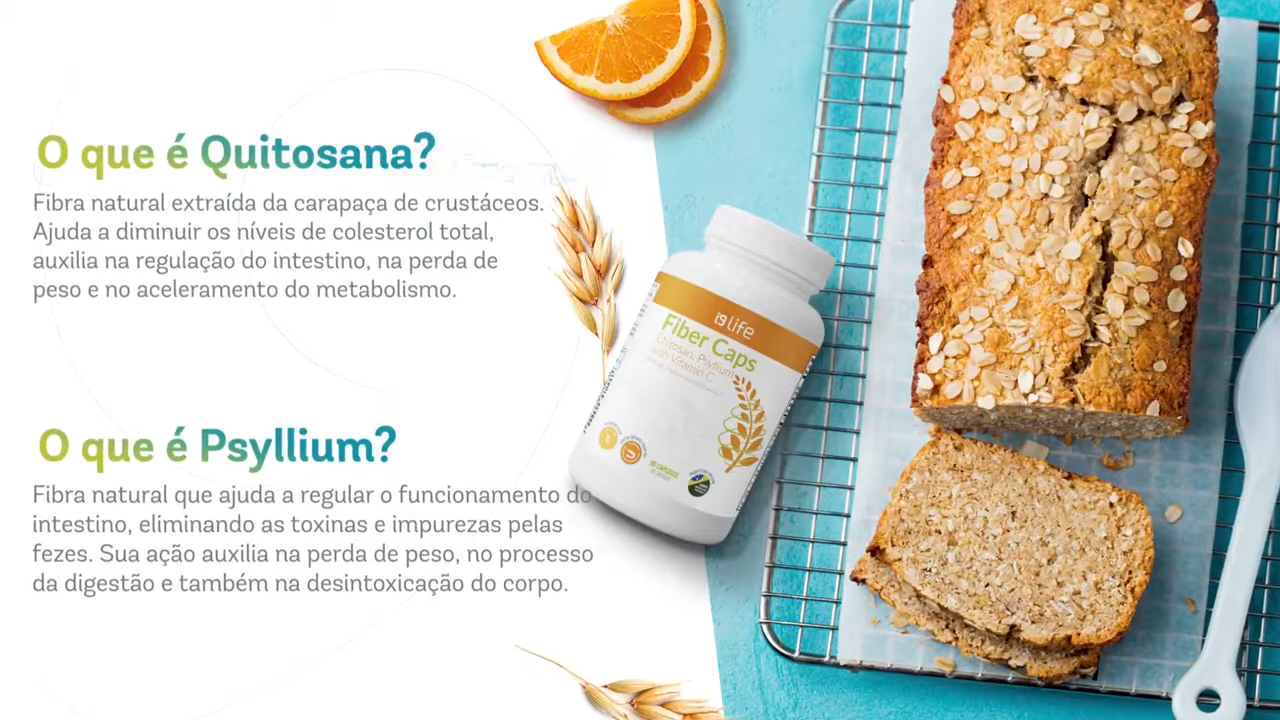 O que é Quitosana?
Fibra natural extraída da carapaça de crustáceos.
Ajuda a diminuir os níveis de colesterol total,
auxilia na regulação do intestino, na perda de
peso e no aceleramento do metabolismo.
O que é Psyllium?
Fibra natural que ajuda a regular o funcionamento do
intestino, eliminando as toxinas e impurezas pelas
fezes. Sua ação auxilia na perda de peso, no processo
da digestão e também na desintoxicação do corpo.
i9 life
Fiber Caps
Chitosan, Psyllium
with Vitamin C